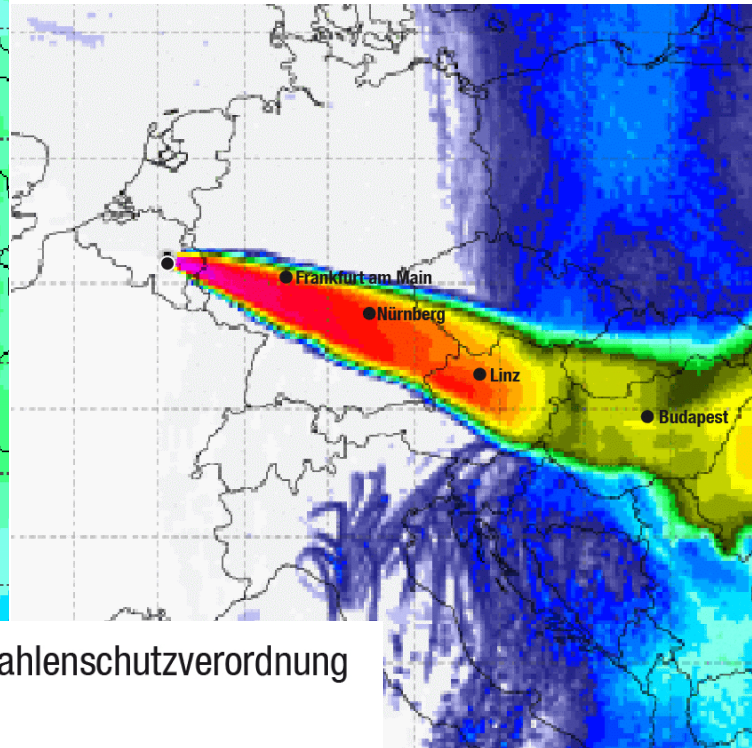 Frankfurt am Main
Nürnberg
Linz
Budapest
ahlenschutzverordnung